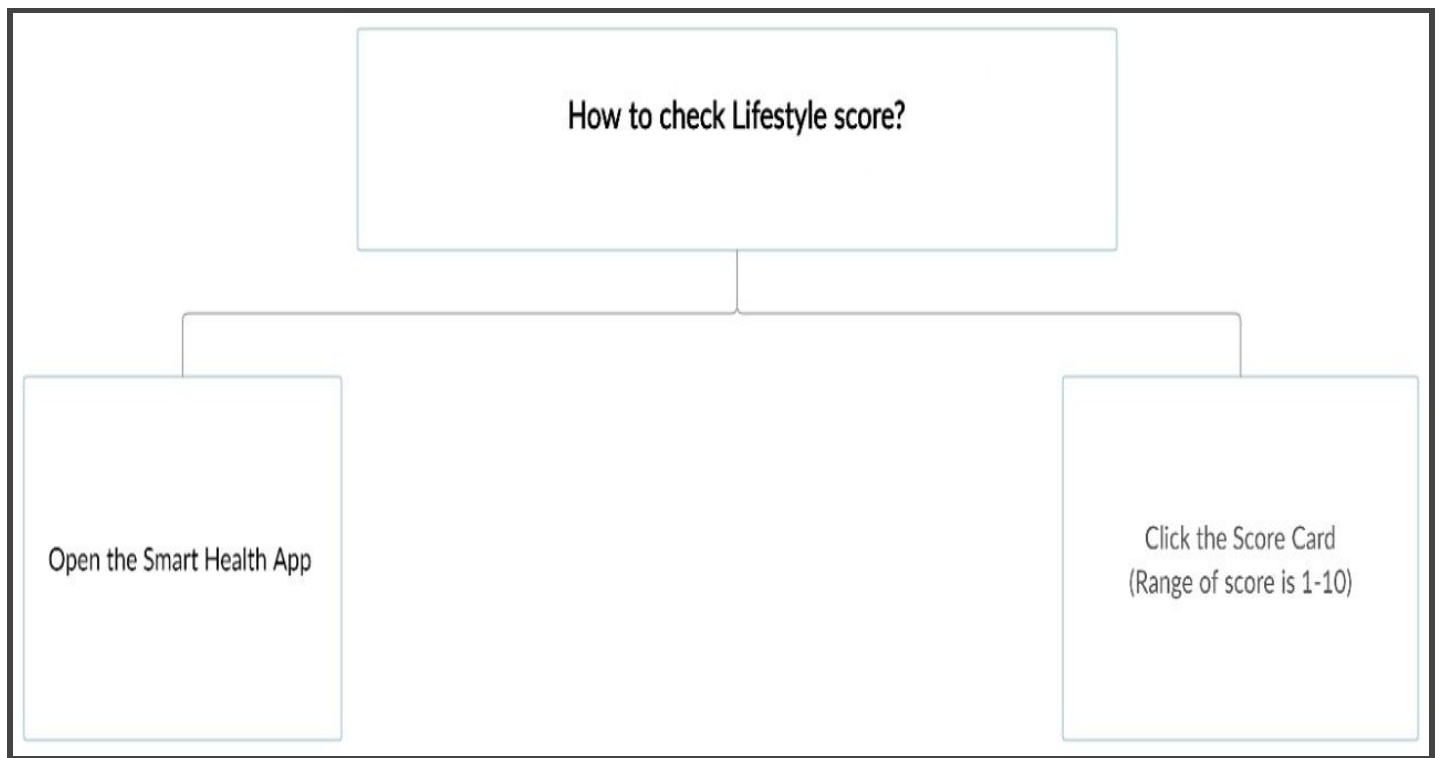 How to check Lifestyle score?
Open the Smart Health App
Click the Score Card
(Range of score is 1-10)